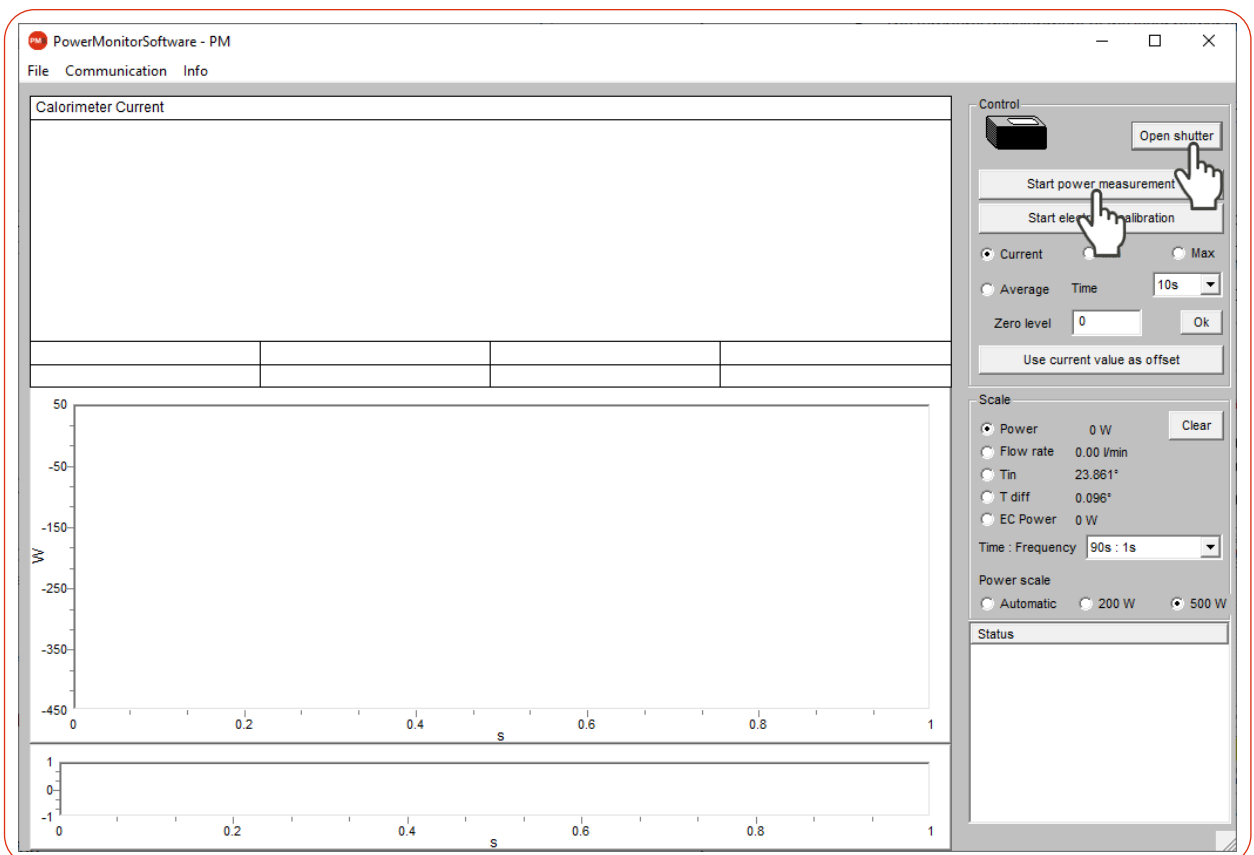 PM PowerMonitorSoftware - PM
File Communication Info
Calorimeter Current
Control
Open shutter
Start power measurement
Start alibration
Current Max
Average Time 10s
Zero level 0 Ok
Use current value as offset
50
-50
-150
-250
-350
-450
W
0 0.2 0.4 0.6 0.8 1
s
1
0
-1
0 0.2 0.4 0.6 0.8 1
s
Scale
Clear
Power 0 W
Flow rate 0.00 l/min
Tin 23.861°
T diff 0.096°
EC Power 0 W
Time : Frequency 90s : 1s
Power scale
Automatic 200 W 500 W
Status